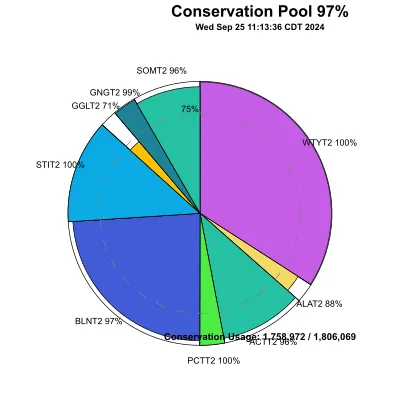 Conservation Pool 97%
Wed Sep 25 11:13:36 CDT 2024
SOMT2 96%
GNGT2 99%
GGLT2 71%
75%
WTYT2 100%
STIT2 100%
ALAT2 88%
BLNT2 97%
Conservation Usage: 1,758,972 / 1,806,069
ACTT2 96%
PCTT2 100%